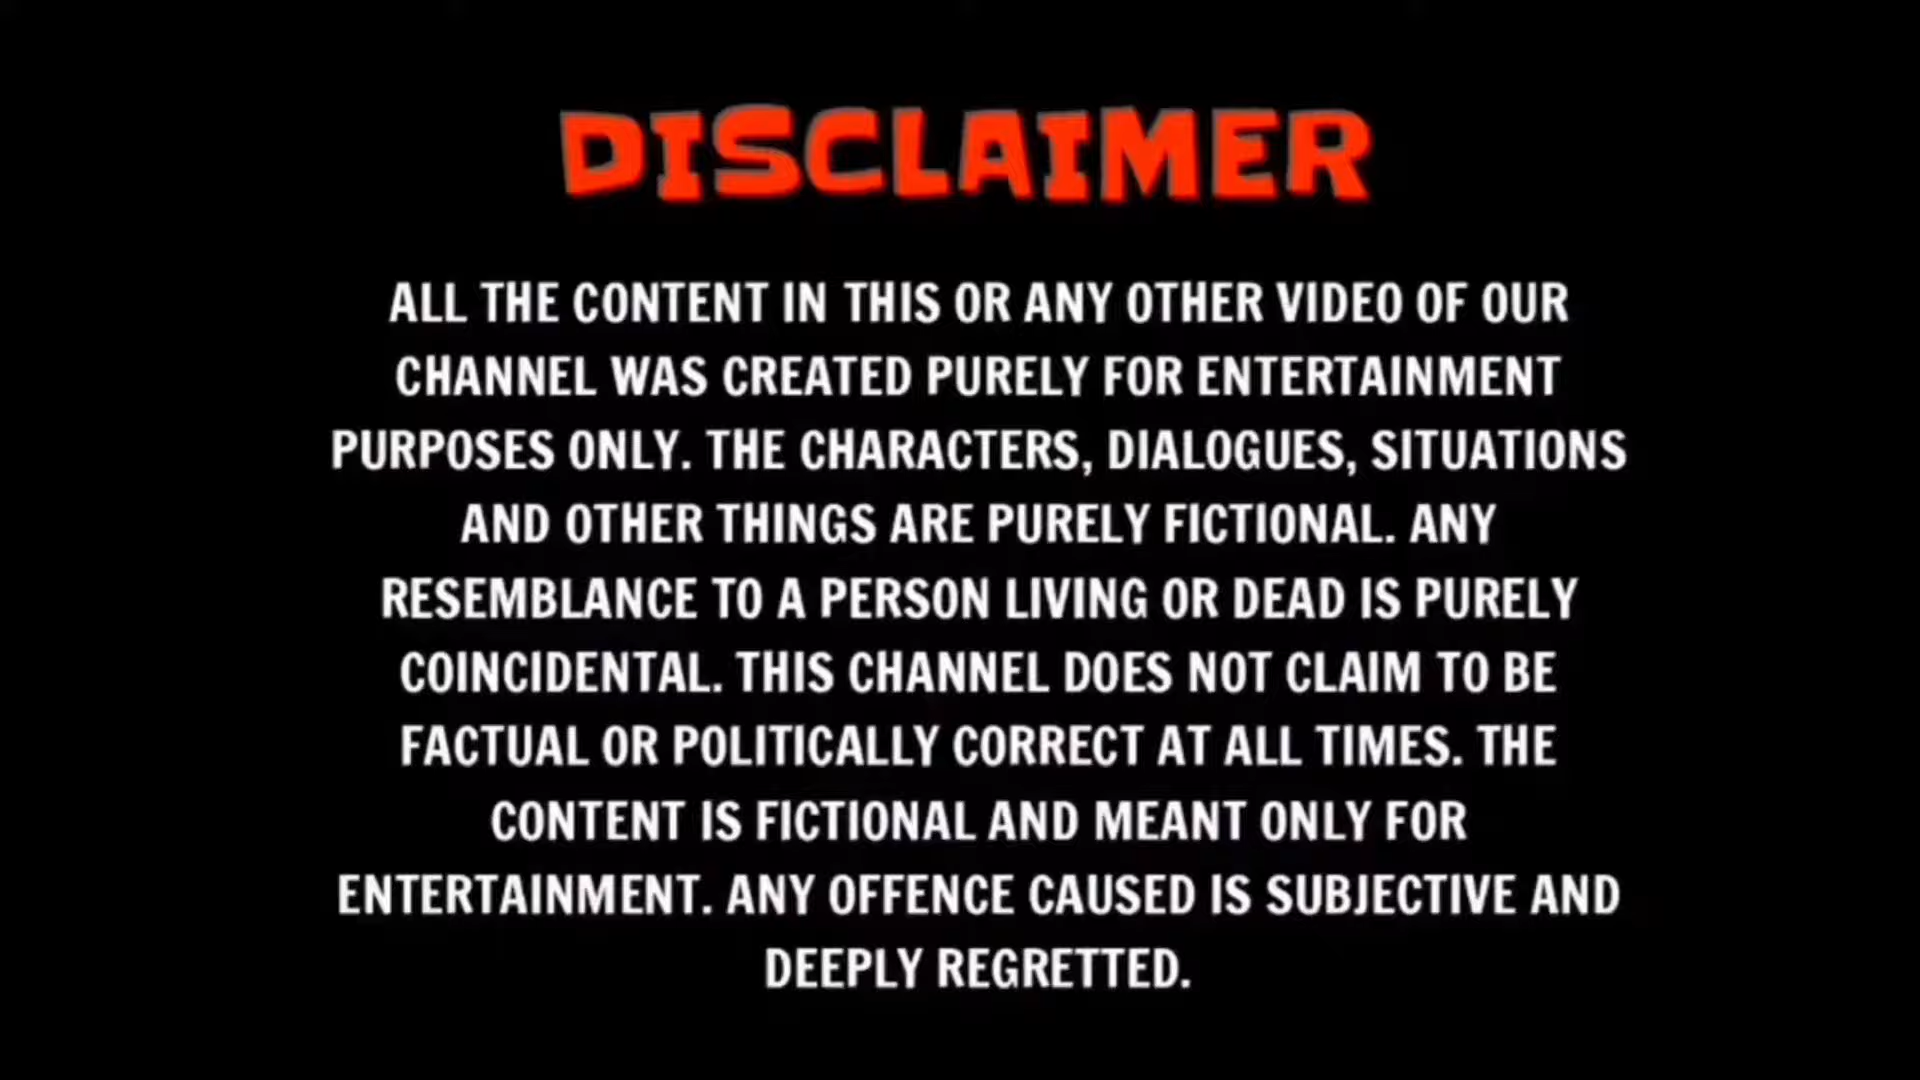 DISCLAIMER
ALL THE CONTENT IN THIS OR ANY OTHER VIDEO OF OUR
CHANNEL WAS CREATED PURELY FOR ENTERTAINMENT
PURPOSES ONLY. THE CHARACTERS, DIALOGUES, SITUATIONS
AND OTHER THINGS ARE PURELY FICTIONAL. ANY
RESEMBLANCE TO A PERSON LIVING OR DEAD IS PURELY
COINCIDENTAL. THIS CHANNEL DOES NOT CLAIM TO BE
FACTUAL OR POLITICALLY CORRECT AT ALL TIMES. THE
CONTENT IS FICTIONAL AND MEANT ONLY FOR
ENTERTAINMENT. ANY OFFENCE CAUSED IS SUBJECTIVE AND
DEEPLY REGRETTED.